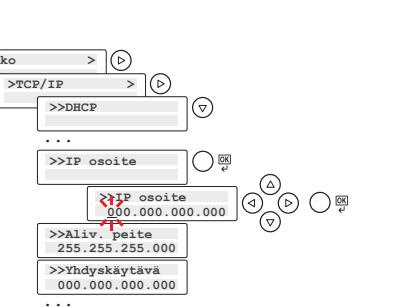 ko >
>TCP/IP >
>>DHCP
...
>>IP osoite
OK
>>IP osoite
000.000.000.000
OK
>>Aliv. peite
255.255.255.000
>>Yhdyskäytävä
000.000.000.000
...